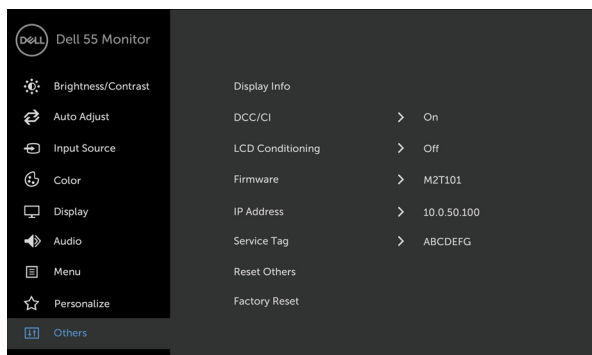 DELL Dell 55 Monitor
Brightness/Contrast
Auto Adjust
Input Source
Color
Display
Audio
Menu
Personalize
Others
Display Info
DCC/CI > On
LCD Conditioning > Off
Firmware > M2T101
IP Address > 10.0.50.100
Service Tag > ABCDEFG
Reset Others
Factory Reset